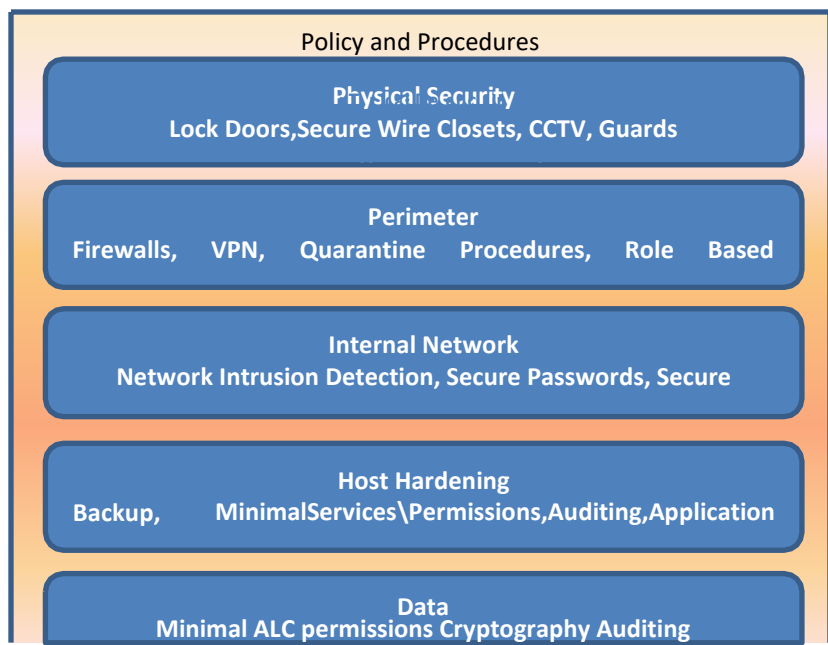 Policy and Procedures
Physical Security
Lock Doors,Secure Wire Closets, CCTV, Guards
Perimeter
Firewalls, VPN, Quarantine Procedures, Role Based
Internal Network
Network Intrusion Detection, Secure Passwords, Secure
Host Hardening
Backup, MinimalServices\Permissions,Auditing,Application
Data
Minimal ALC permissions Cryptography Auditing